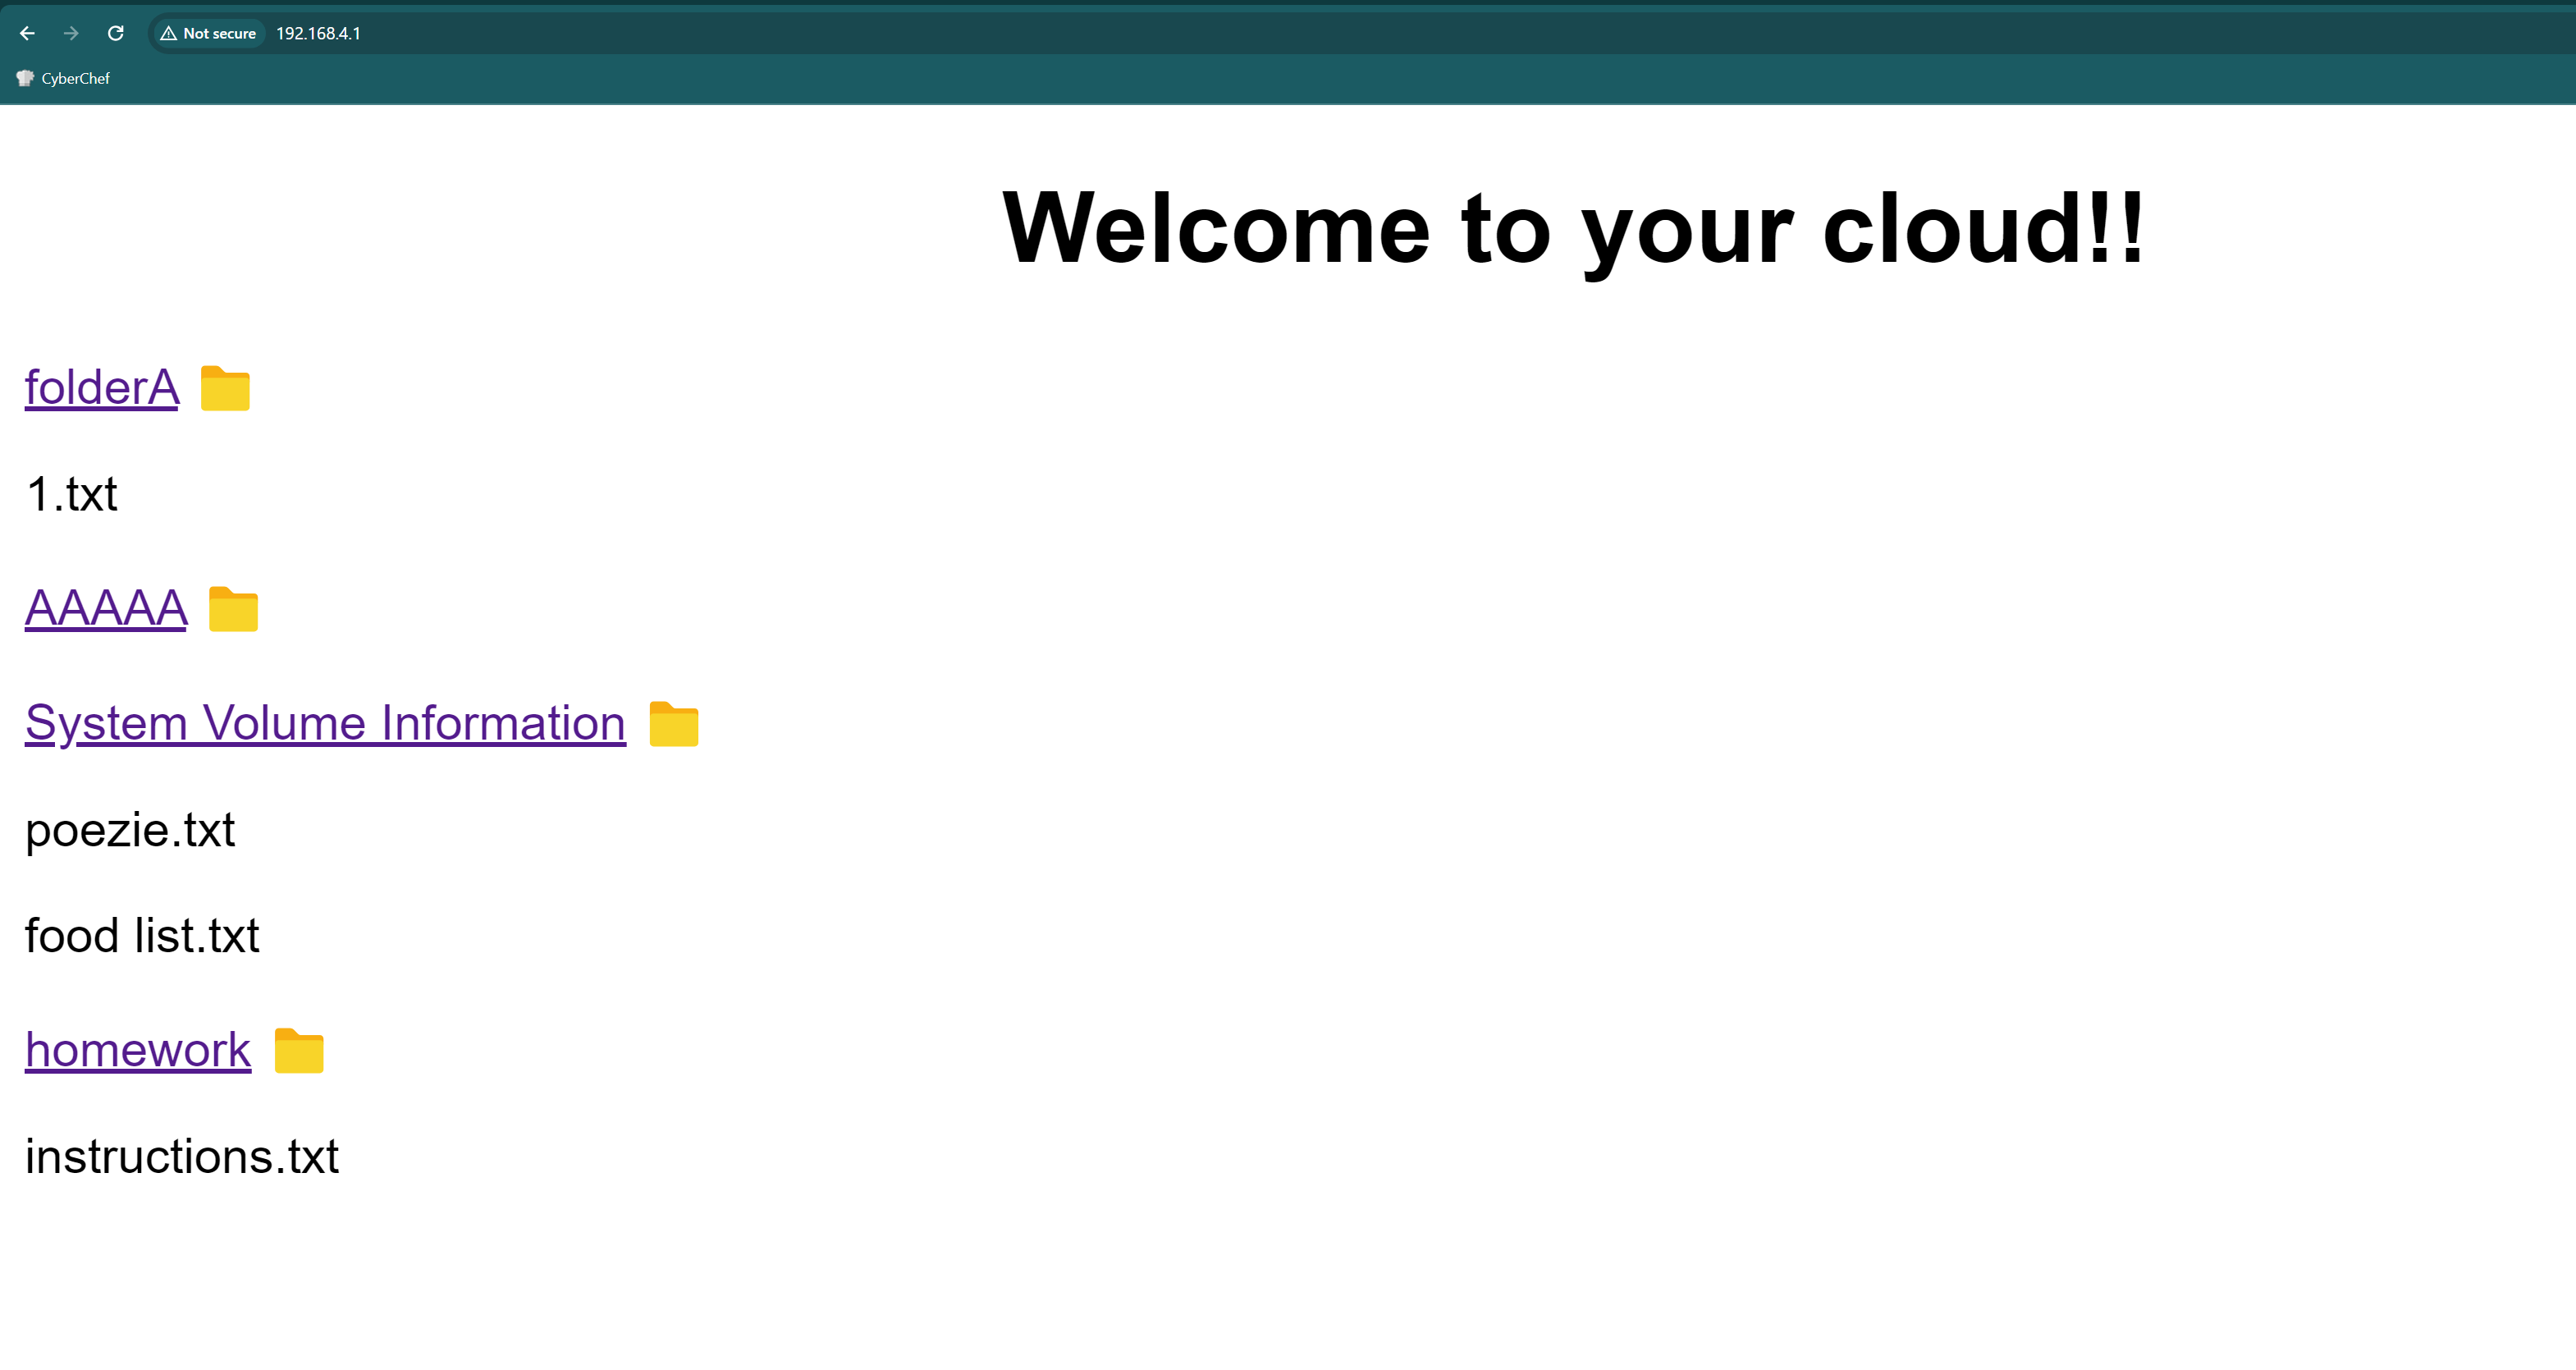 Not secure 192.168.4.1
CyberChef
Welcome to your cloud!!
folderA
1.txt
AAAAA
System Volume Information
poezie.txt
food list.txt
homework
instructions.txt